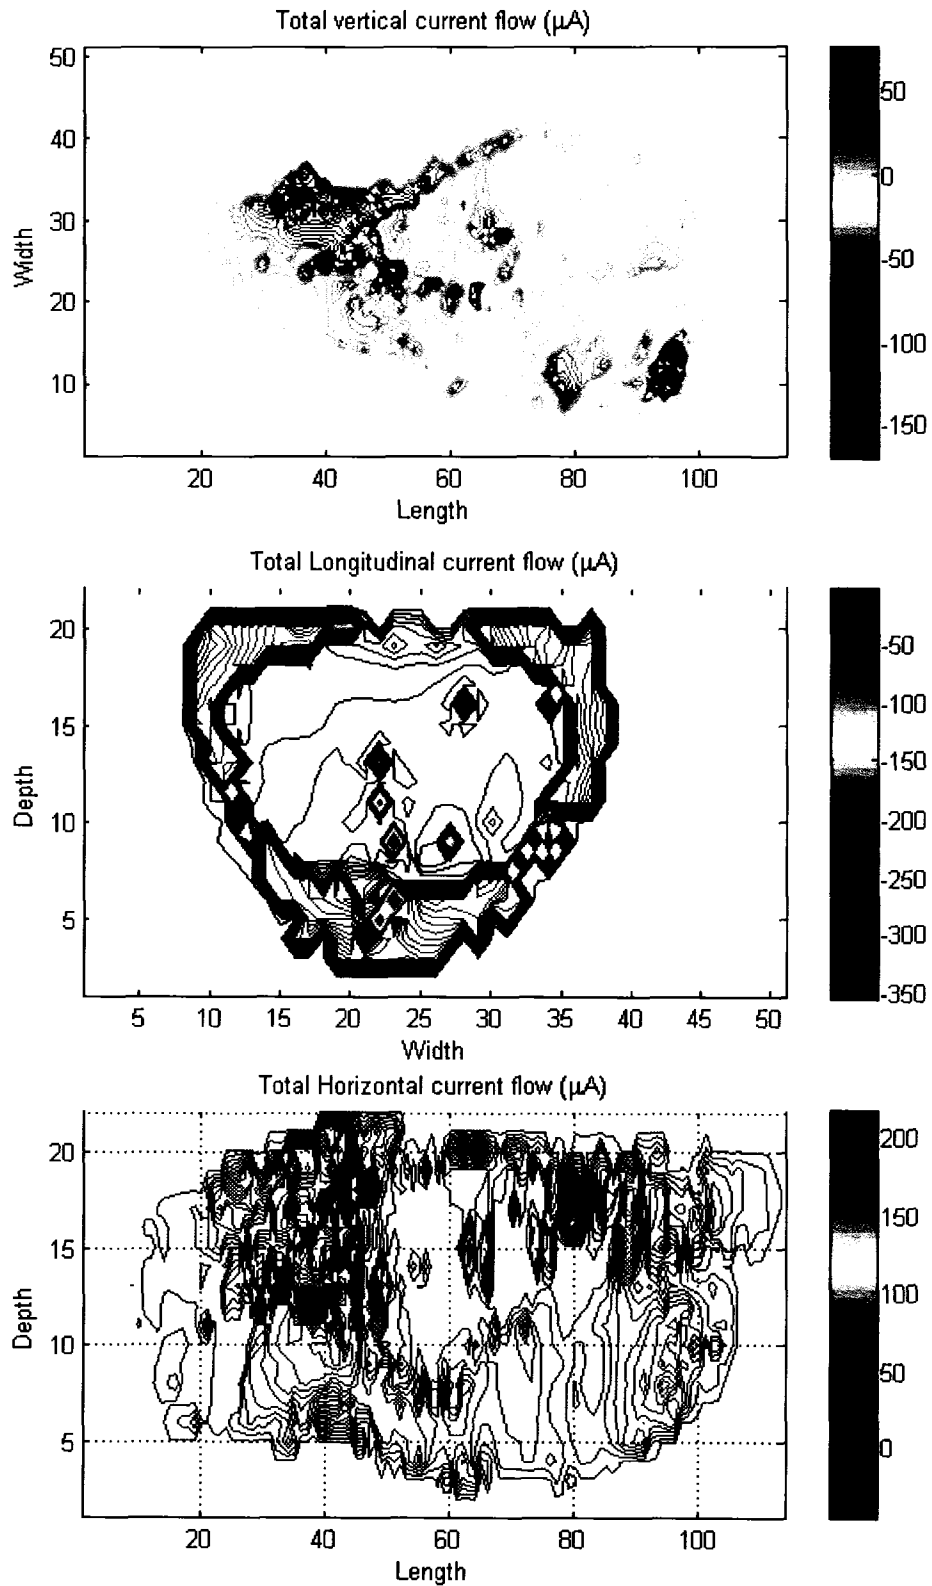 Total vertical current flow (μA)
50
40
30
20
10
Width
20 40 60 80 100
Length
50
0
-50
-100
-150
Total Longitudinal current flow (μA)
20
15
10
5
Depth
5 10 15 20 25 30 35 40 45 50
Width
-50
-100
-150
-200
-250
-300
-350
Total Horizontal current flow (μA)
20
15
10
5
Depth
20 40 60 80 100
Length
200
150
100
50
0